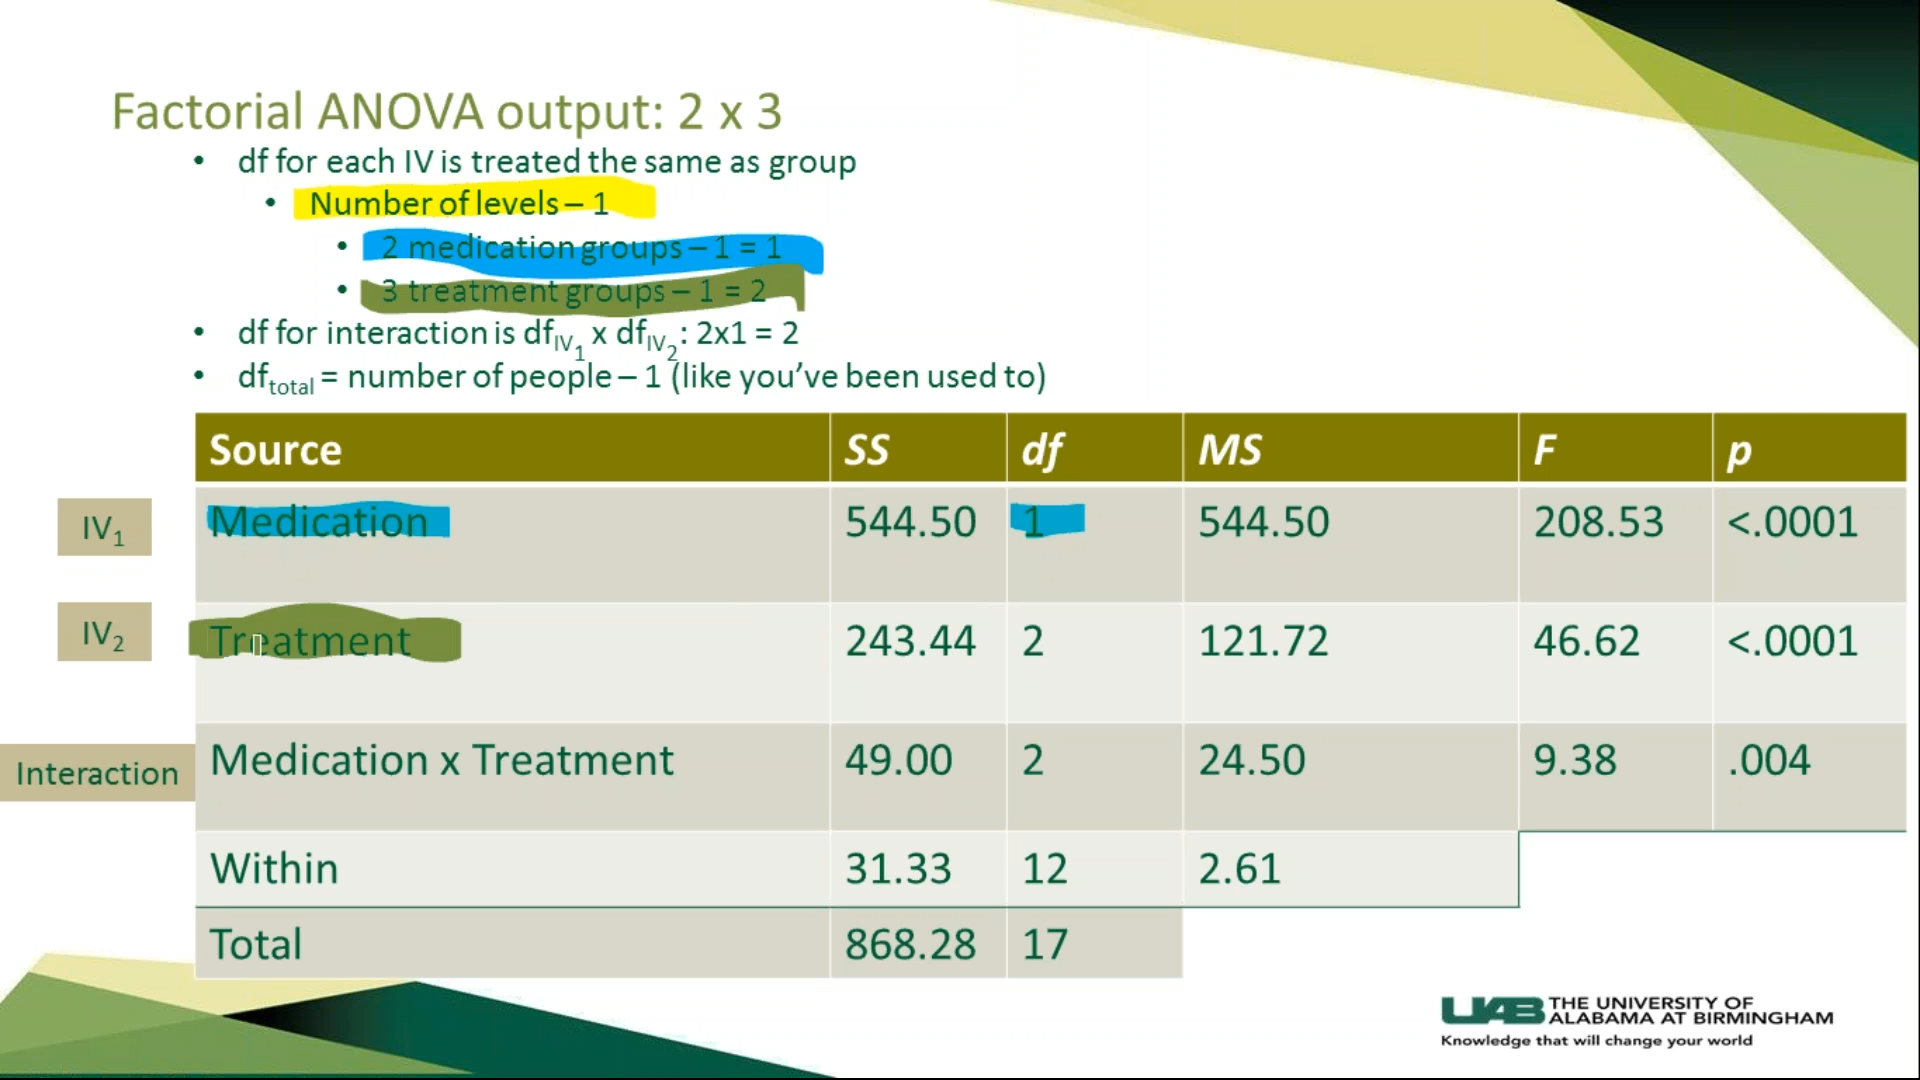 Factorial ANOVA output: 2 x 3
• df for each IV is treated the same as group
• Number of levels – 1
• 2 medication groups – 1 = 1
• 3 treatment groups – 1 = 2
• df for interaction is dfIV1 x dfIV2: 2x1 = 2
• dftotal = number of people – 1 (like you’ve been used to)
Source SS df MS F p
IV1 Medication 544.50 1 544.50 208.53 <.0001
IV2 Treatment 243.44 2 121.72 46.62 <.0001
Interaction Medication x Treatment 49.00 2 24.50 9.38 .004
Within 31.33 12 2.61
Total 868.28 17
UAB THE UNIVERSITY OF
ALABAMA AT BIRMINGHAM
Knowledge that will change your world